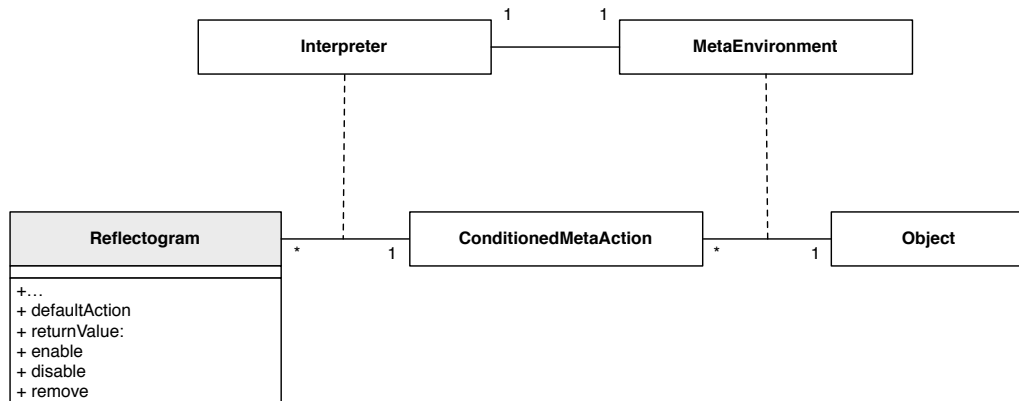 1 1
Interpreter MetaEnvironment
Reflectogram ConditionedMetaAction Object
* 1 * 1
+...
+ defaultAction
+ returnValue:
+ enable
+ disable
+ remove